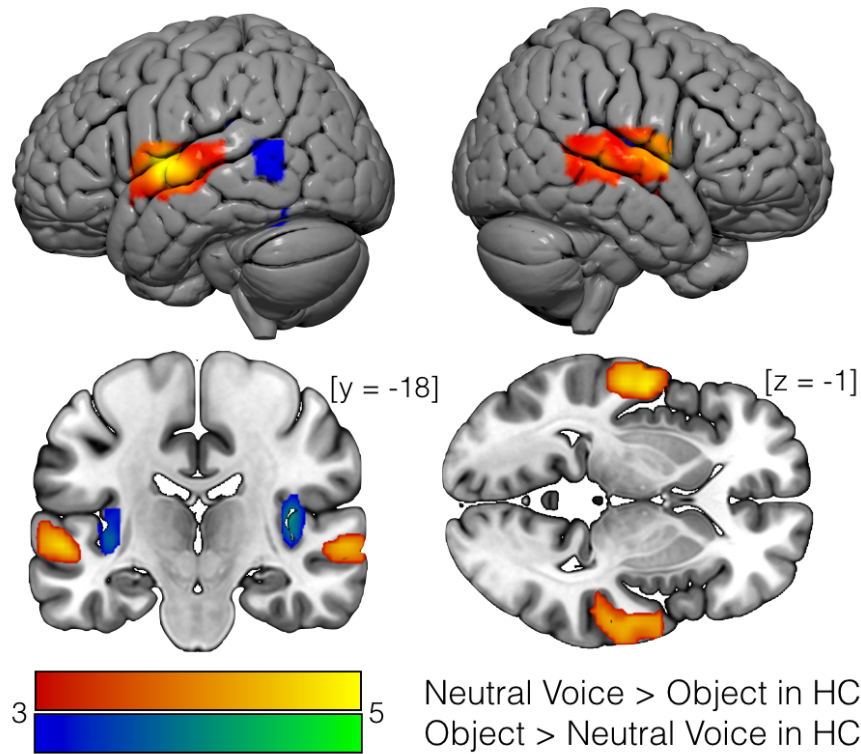 [y = -18]
[z = -1]
3
5
Neutral Voice > Object in HC
Object > Neutral Voice in HC